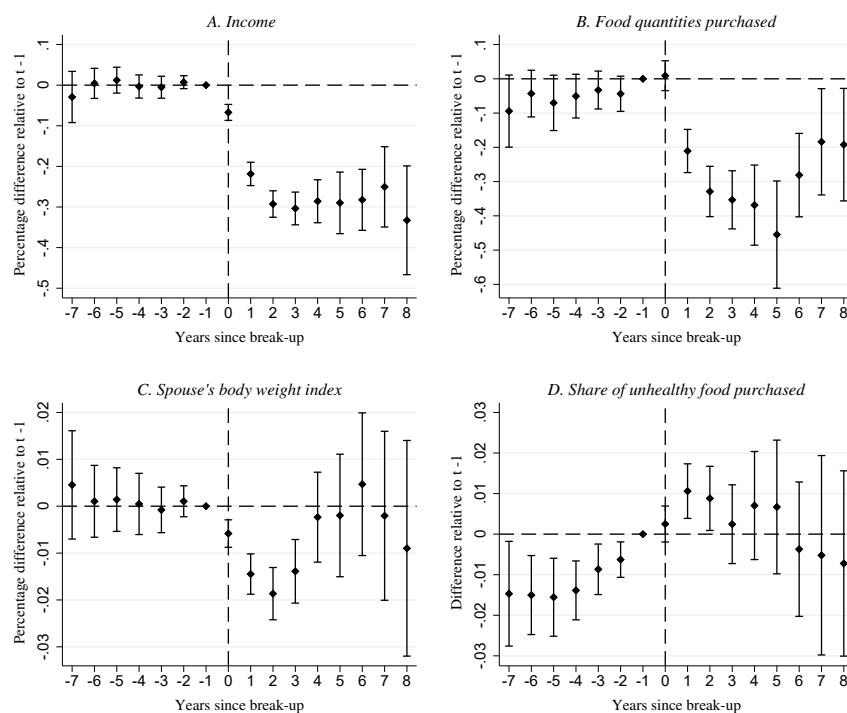 A. Income
Percentage difference relative to t -1
.1
0
-.1
-.2
-.3
-.4
-.5
-7 -6 -5 -4 -3 -2 -1 0 1 2 3 4 5 6 7 8
Years since break-up
B. Food quantities purchased
Percentage difference relative to t -1
.1
0
-.1
-.2
-.3
-.4
-.5
-.6
-7 -6 -5 -4 -3 -2 -1 0 1 2 3 4 5 6 7 8
Years since break-up
C. Spouse's body weight index
Percentage difference relative to t -1
.02
.01
0
-.01
-.02
-.03
-7 -6 -5 -4 -3 -2 -1 0 1 2 3 4 5 6 7 8
Years since break-up
D. Share of unhealthy food purchased
Difference relative to t -1
.03
.02
.01
0
-.01
-.02
-.03
-7 -6 -5 -4 -3 -2 -1 0 1 2 3 4 5 6 7 8
Years since break-up